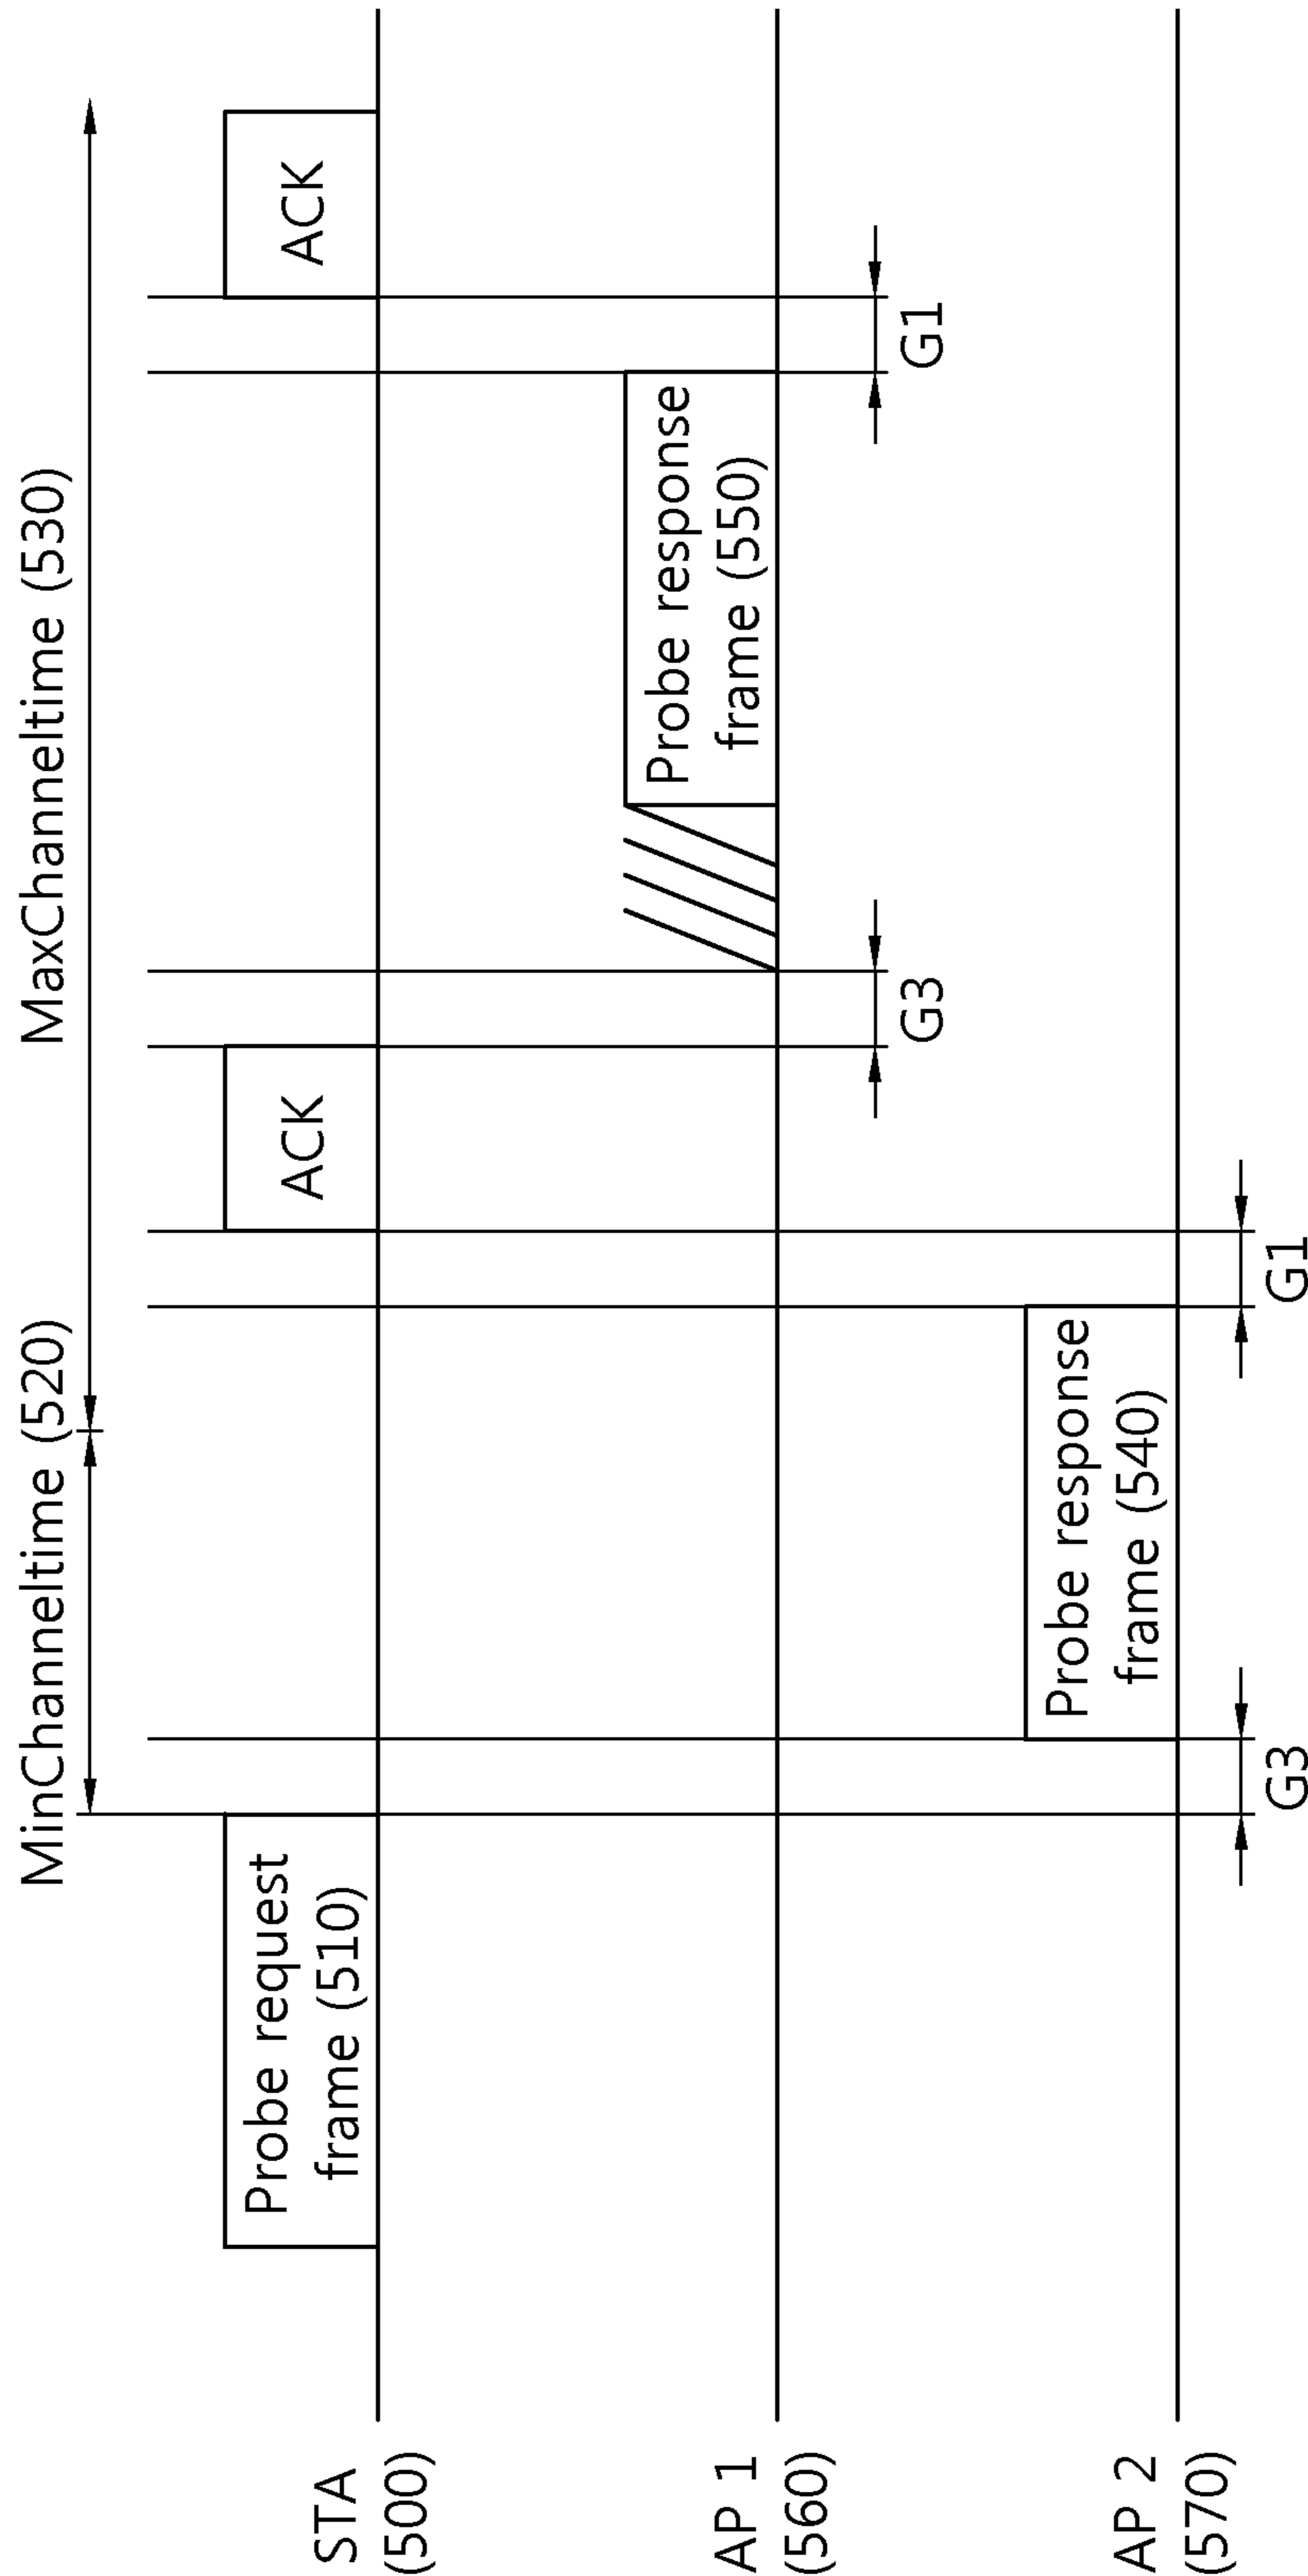 MinChanneltime (520)
MaxChanneltime (530)
STA
(500)
Probe request
frame (510)
ACK
ACK
AP 1
(560)
Probe response
frame (550)
G3
G1
AP 2
(570)
Probe response
frame (540)
G3
G1